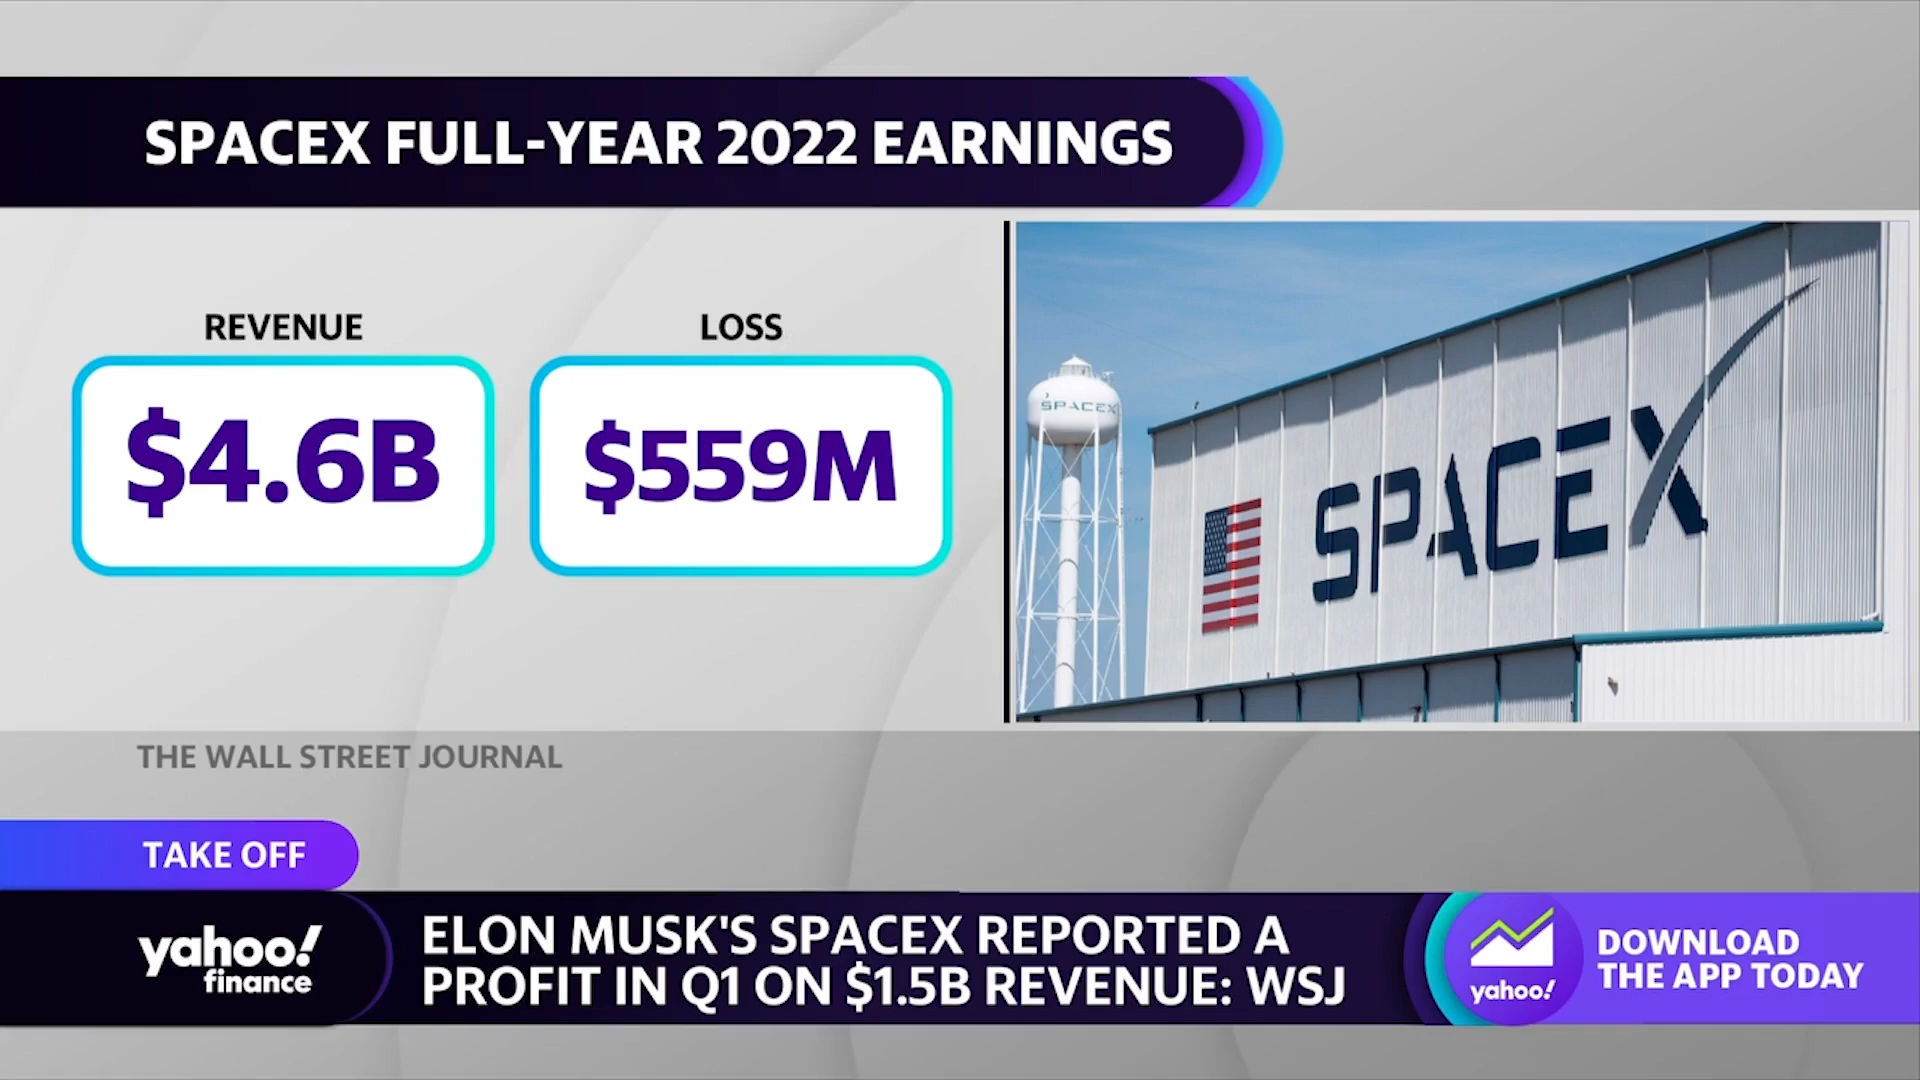 SPACEX FULL-YEAR 2022 EARNINGS
REVENUE
$4.6B
LOSS
$559M
SPACEX
SPACEX
THE WALL STREET JOURNAL
TAKE OFF
yahoo!
finance
ELON MUSK'S SPACEX REPORTED A
PROFIT IN Q1 ON $1.5B REVENUE: WSJ
yahoo!
DOWNLOAD
THE APP TODAY